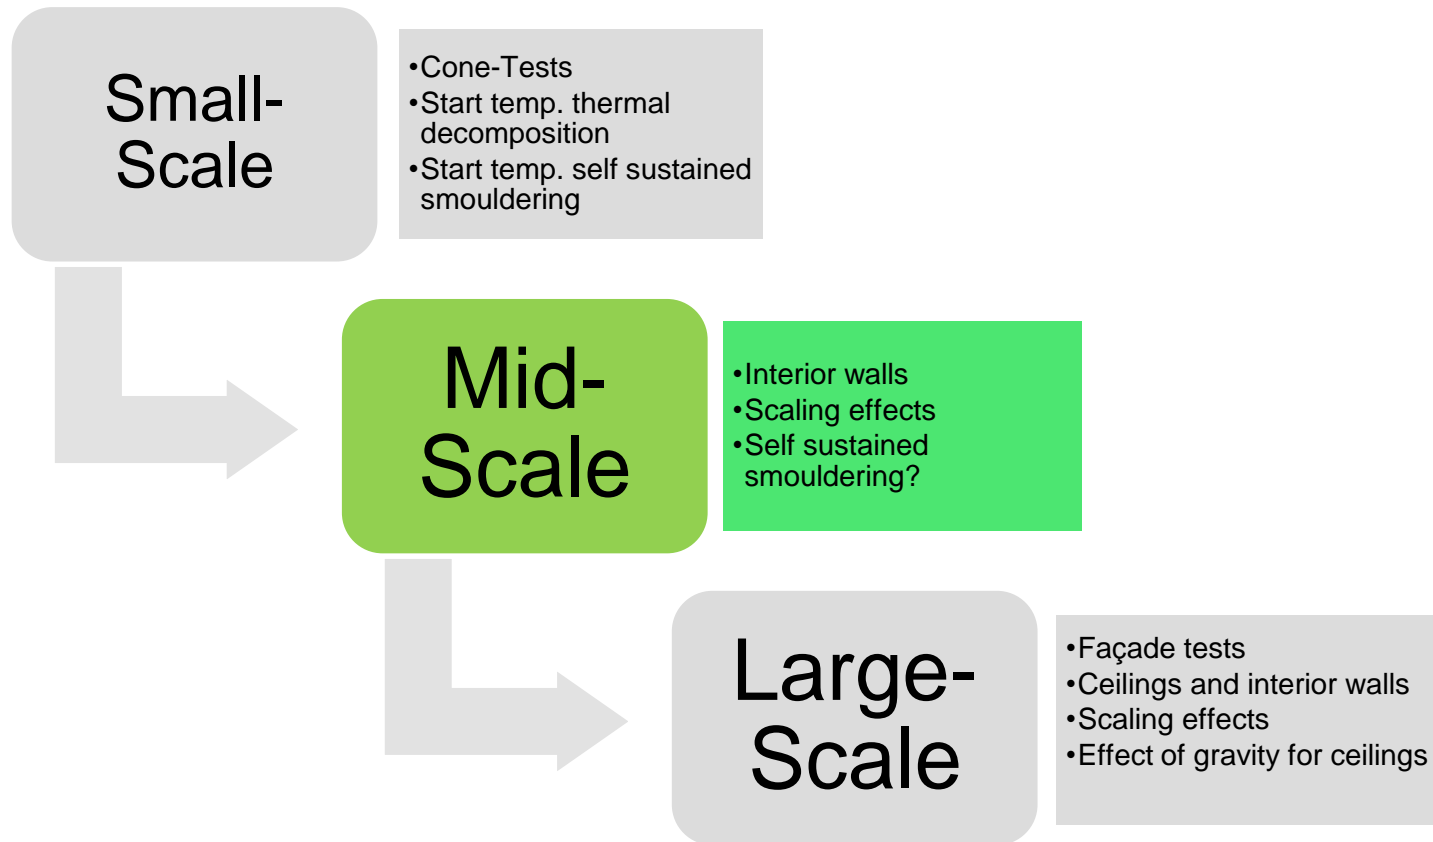 Small-
Scale
•Cone-Tests
•Start temp. thermal
decomposition
•Start temp. self sustained
smouldering
Mid-
Scale
•Interior walls
•Scaling effects
•Self sustained
smouldering?
Large-
Scale
•Façade tests
•Ceilings and interior walls
•Scaling effects
•Effect of gravity for ceilings